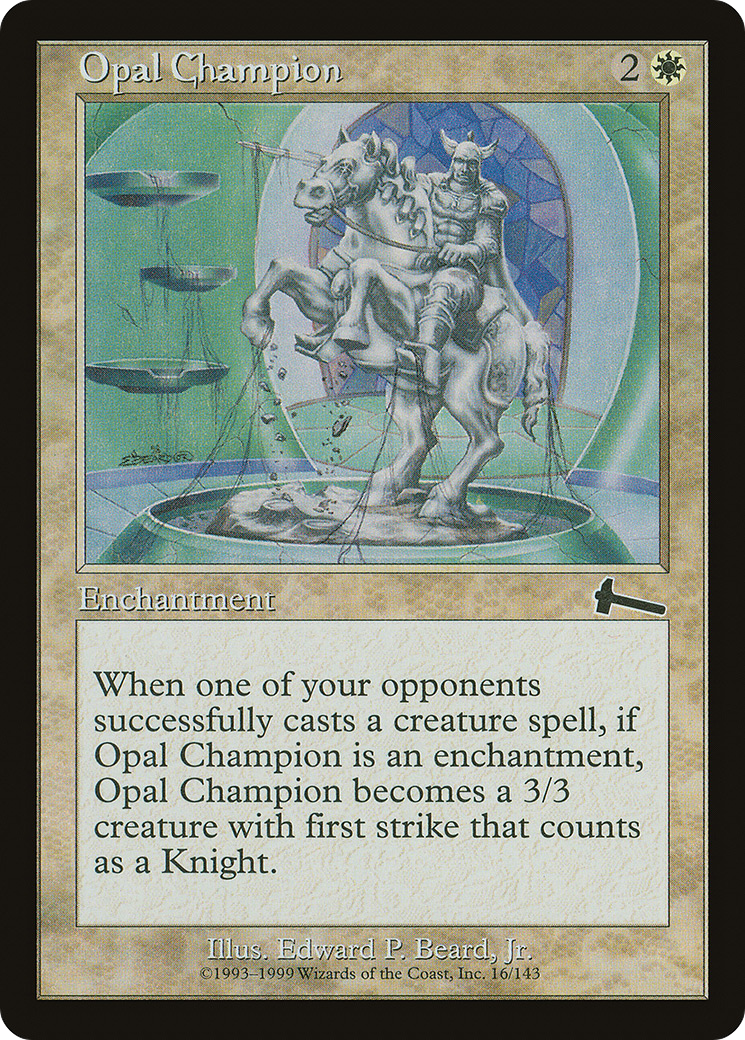 Opal Champion 2
Enchantment
When one of your opponents
successfully casts a creature spell, if
Opal Champion is an enchantment,
Opal Champion becomes a 3/3
creature with first strike that counts
as a Knight.
Illus. Edward P. Beard, Jr.
©1993–1999 Wizards of the Coast, Inc. 16/143